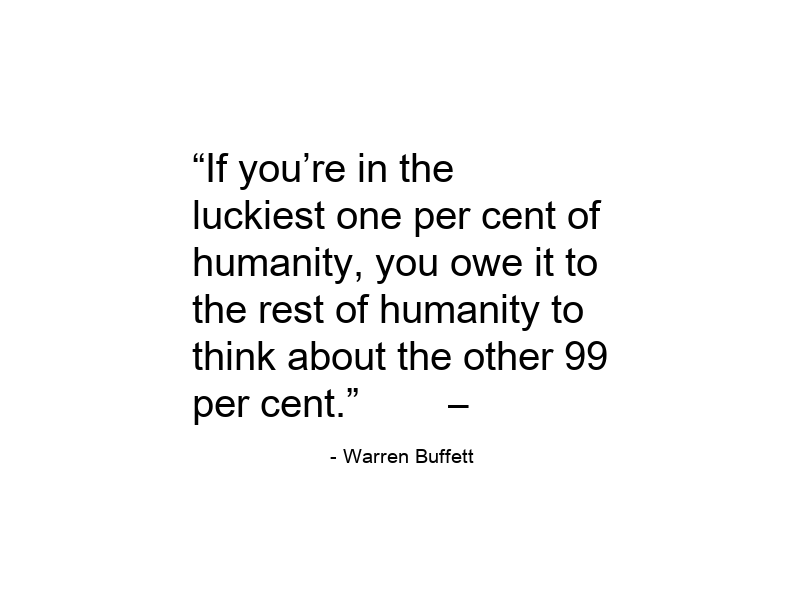 “If you’re in the
luckiest one per cent of
humanity, you owe it to
the rest of humanity to
think about the other 99
per cent.” –
- Warren Buffett